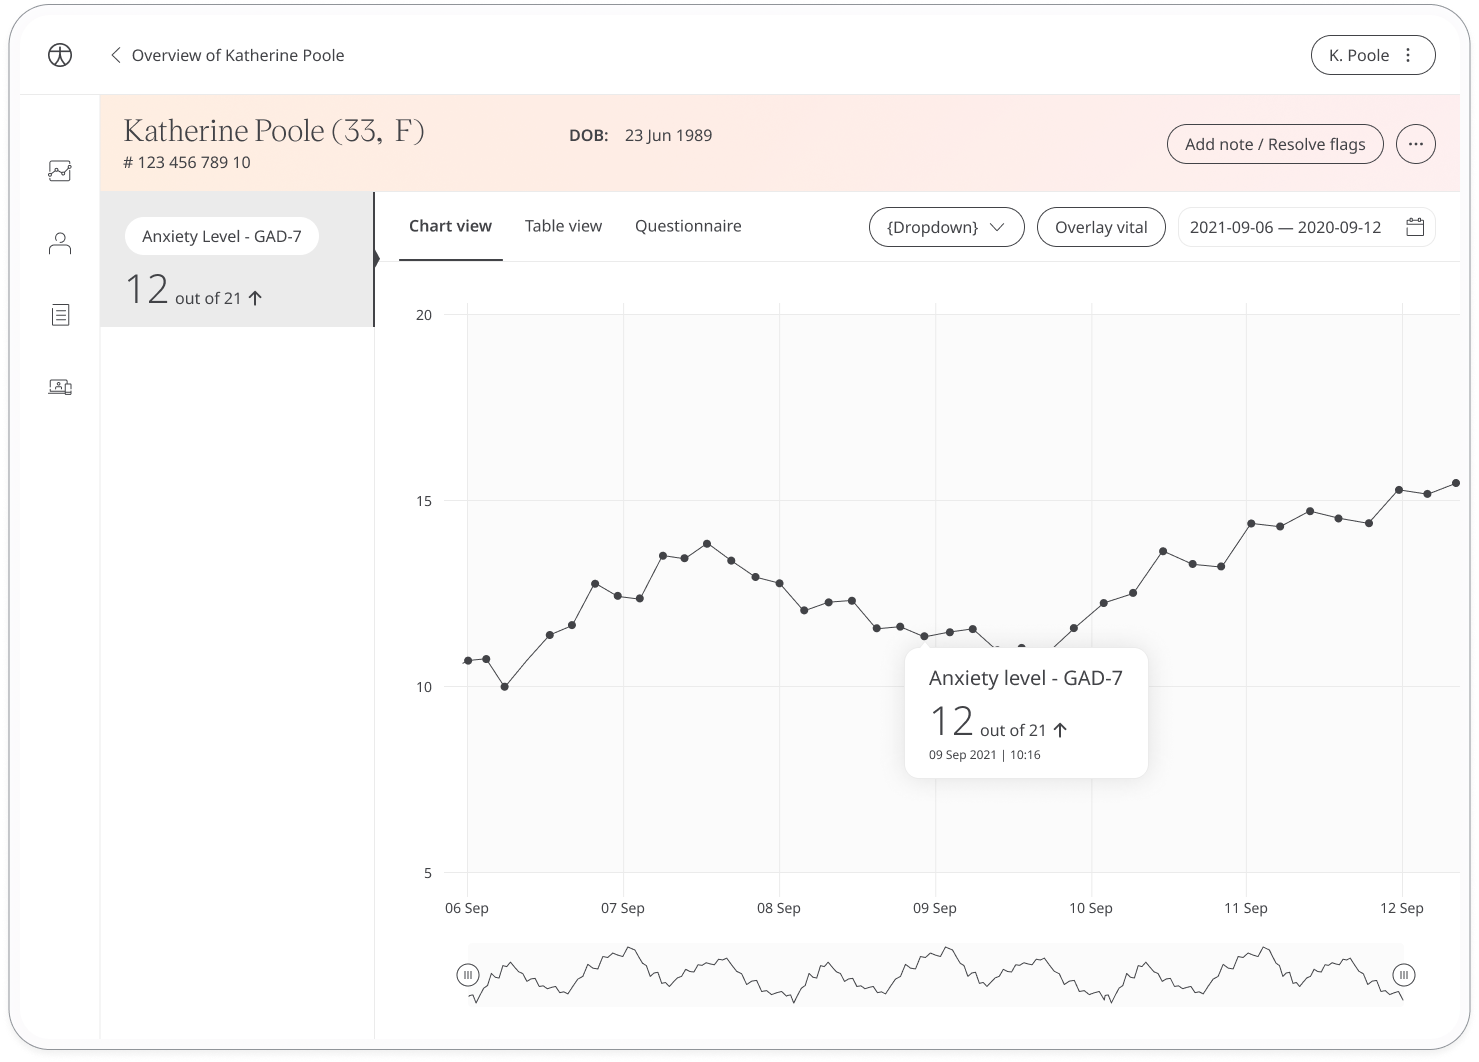 Overview of Katherine Poole
K. Poole
Katherine Poole (33, F)
DOB: 23 Jun 1989
# 123 456 789 10
Add note / Resolve flags
Anxiety Level - GAD-7
12 out of 21 ↑
Chart view
Table view
Questionnaire
{Dropdown}
Overlay vital
2021-09-06 — 2020-09-12
20
15
10
5
Anxiety level - GAD-7
12 out of 21 ↑
09 Sep 2021 | 10:16
06 Sep
07 Sep
08 Sep
09 Sep
10 Sep
11 Sep
12 Sep